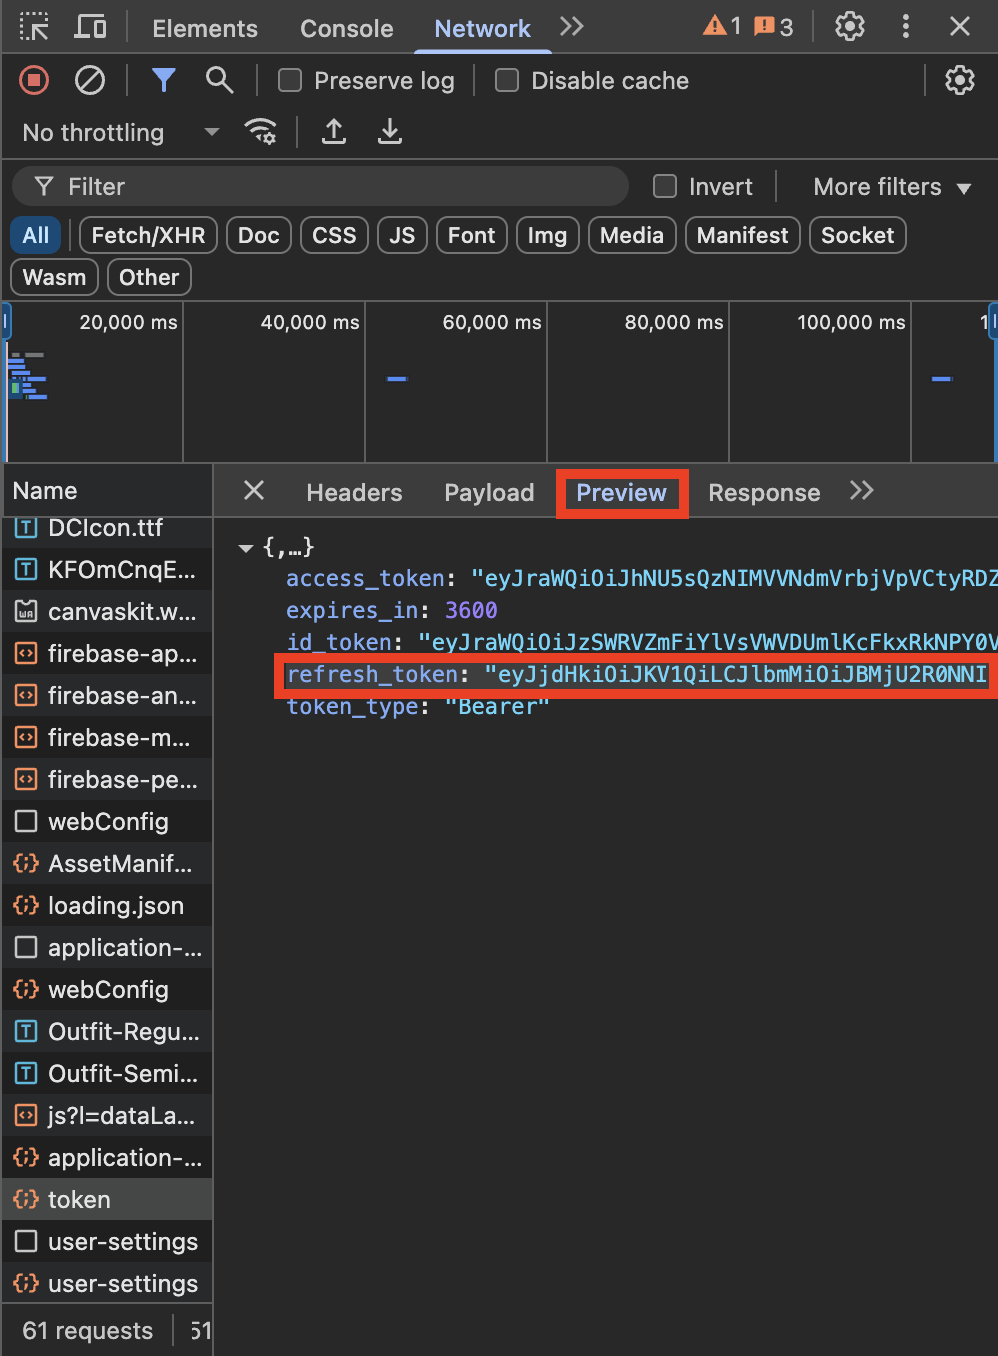 Elements Console Network 1 3
Preserve log Disable cache
No throttling
Filter Invert More filters
All Fetch/XHR Doc CSS JS Font Img Media Manifest Socket
Wasm Other
20,000 ms 40,000 ms 60,000 ms 80,000 ms 100,000 ms 1
Name Headers Payload Preview Response
{,…}
access_token: "eyJraWQiOiJhNU5sQzNIMVVNdmVrbjVpVCtyRDZ
expires_in: 3600
id_token: "eyJraWQiOiJzSWRVZmFiYlVsVWVDUmlKcFkxRkNPY0V
refresh_token: "eyJjdHkiOiJKV1QiLCJlbmMiOiJBMjU2R0NNI
token_type: "Bearer"
DCIcon.ttf
KFOmCnqE...
canvaskit.w...
firebase-ap...
firebase-an...
firebase-m...
firebase-pe...
webConfig
AssetManif...
loading.json
application-...
webConfig
Outfit-Regu...
Outfit-Semi...
js?l=dataLa...
application-...
token
user-settings
user-settings
61 requests 51